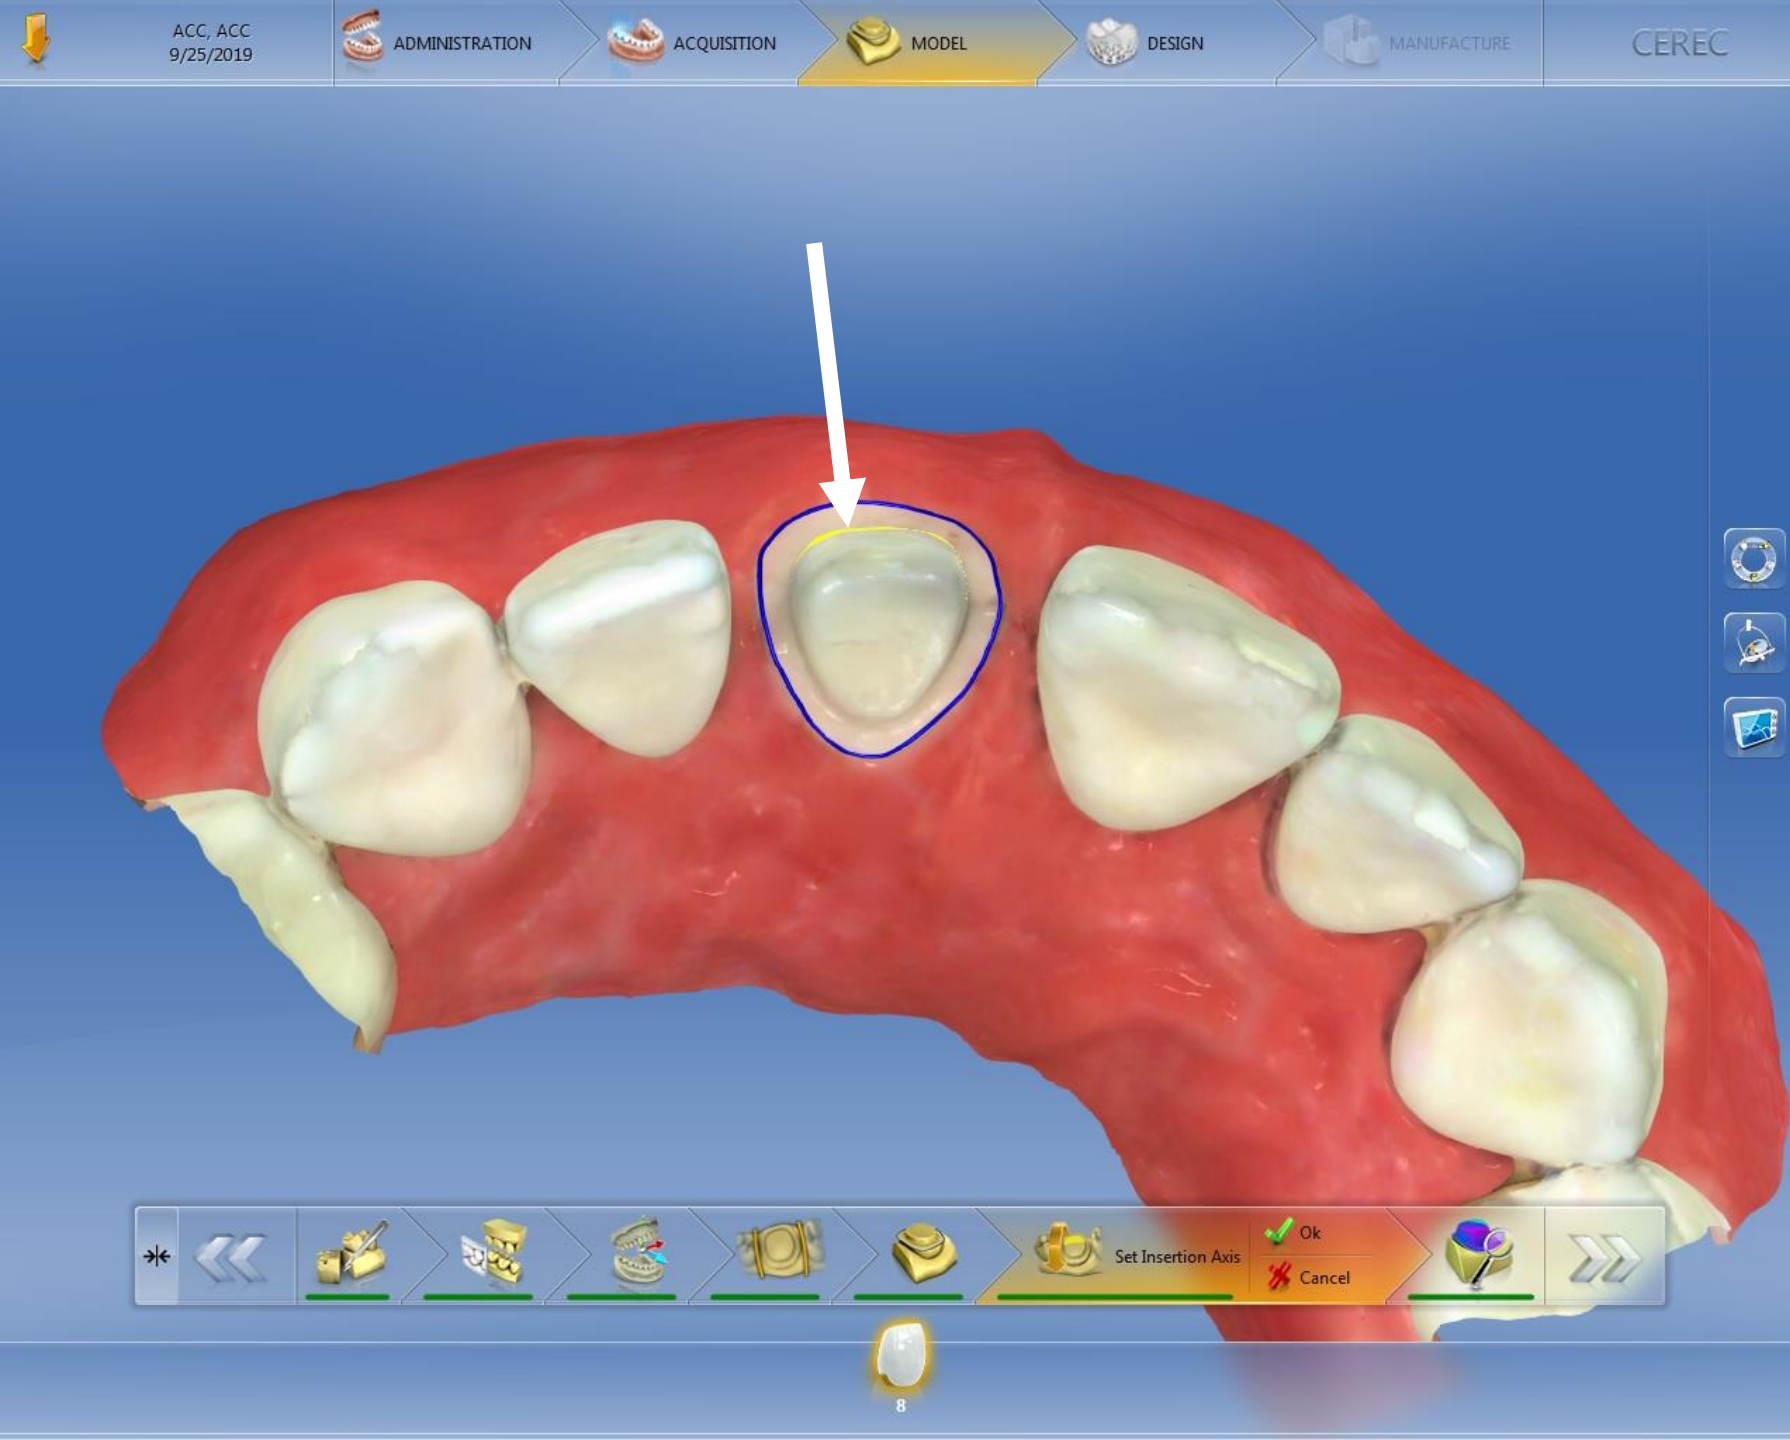 ACC, ACC
9/25/2019
ADMINISTRATION
ACQUISITION
MODEL
DESIGN
MANUFACTURE
CEREC
Set Insertion Axis
Ok
Cancel
8